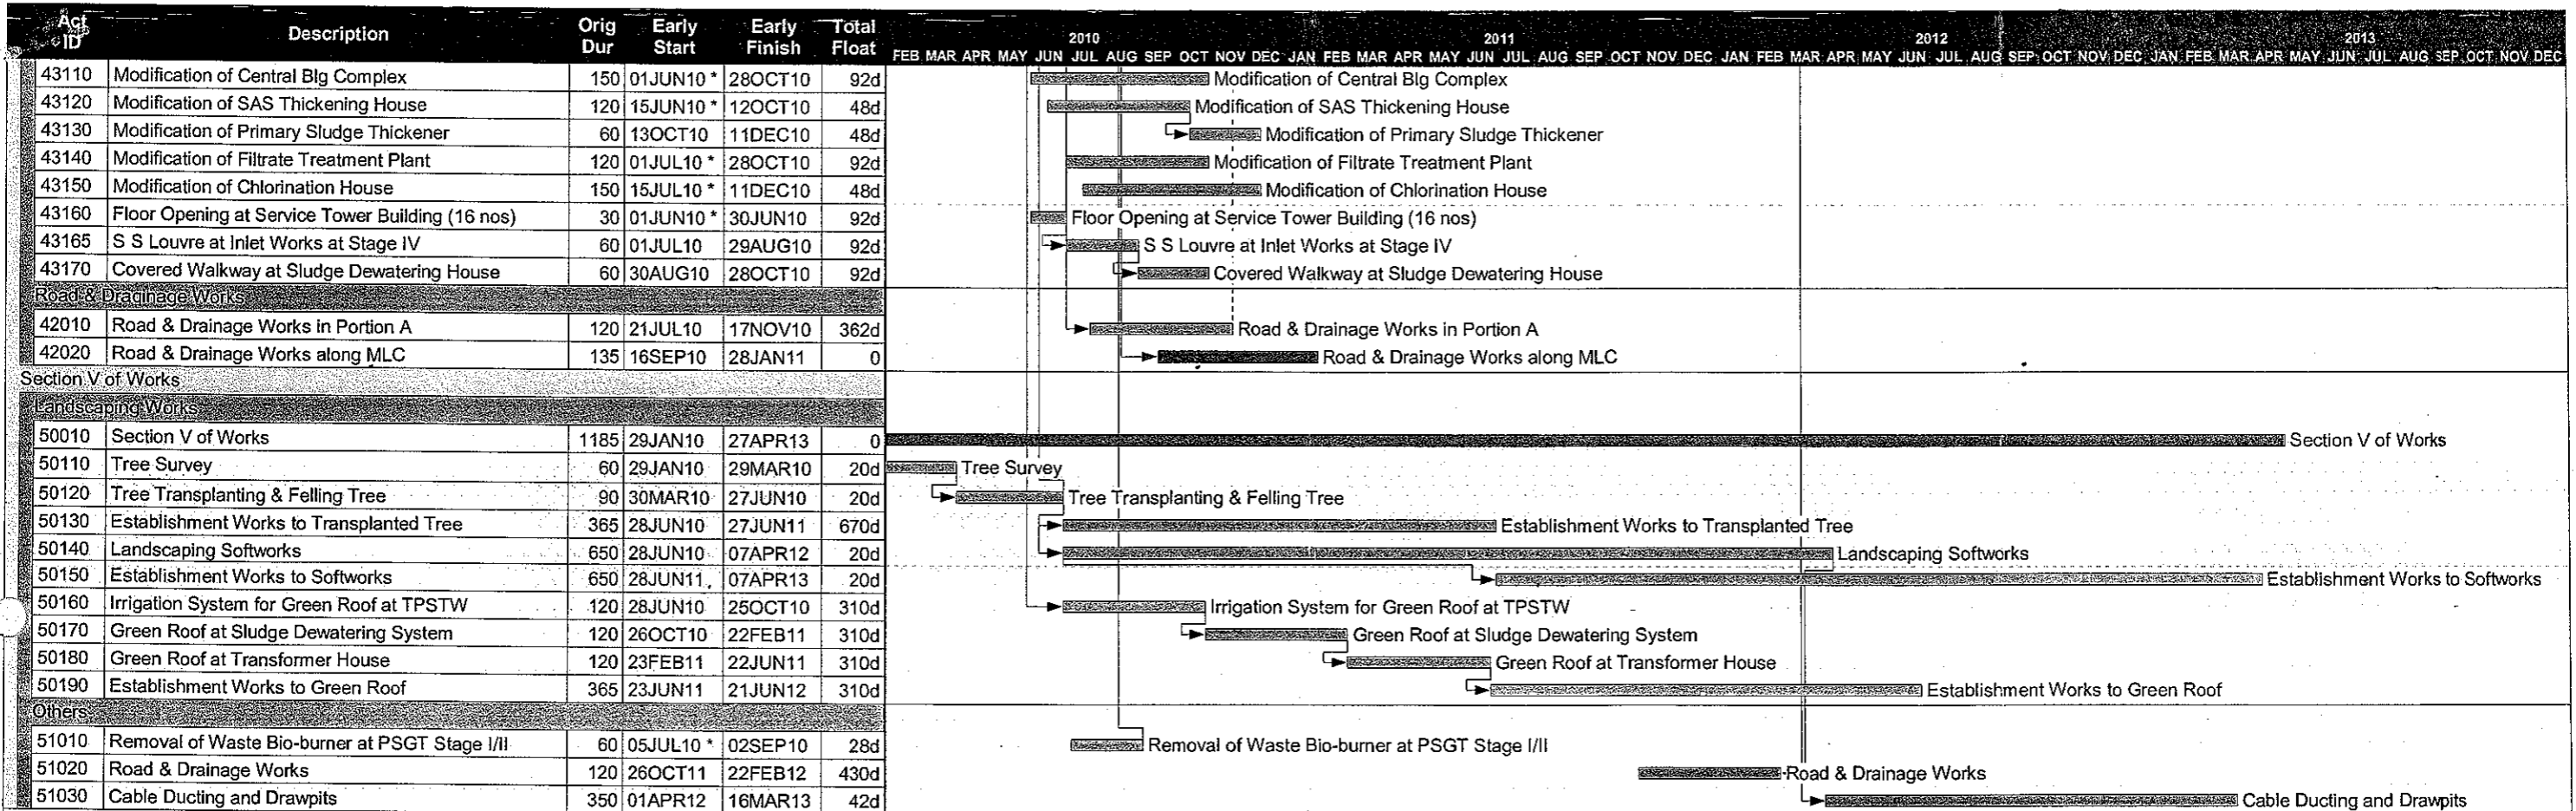 Act ID Description Orig Dur Early Start Early Finish Total Float
2010 2011 2012 2013
FEB MAR APR MAY JUN JUL AUG SEP OCT NOV DEC JAN FEB MAR APR MAY JUN JUL AUG SEP OCT NOV DEC JAN FEB MAR APR MAY JUN JUL AUG SEP OCT NOV DEC JAN FEB MAR APR MAY JUN JUL AUG SEP OCT NOV DEC
43110 Modification of Central Blg Complex 150 01JUN10 * 28OCT10 92d Modification of Central Blg Complex
43120 Modification of SAS Thickening House 120 15JUN10 * 12OCT10 48d Modification of SAS Thickening House
43130 Modification of Primary Sludge Thickener 60 13OCT10 11DEC10 48d Modification of Primary Sludge Thickener
43140 Modification of Filtrate Treatment Plant 120 01JUL10 * 28OCT10 92d Modification of Filtrate Treatment Plant
43150 Modification of Chlorination House 150 15JUL10 * 11DEC10 48d Modification of Chlorination House
43160 Floor Opening at Service Tower Building (16 nos) 30 01JUN10 * 30JUN10 92d Floor Opening at Service Tower Building (16 nos)
43165 S S Louvre at Inlet Works at Stage IV 60 01JUL10 29AUG10 92d S S Louvre at Inlet Works at Stage IV
43170 Covered Walkway at Sludge Dewatering House 60 30AUG10 28OCT10 92d Covered Walkway at Sludge Dewatering House
Road & Draginage Works
42010 Road & Drainage Works in Portion A 120 21JUL10 17NOV10 362d Road & Drainage Works in Portion A
42020 Road & Drainage Works along MLC 135 16SEP10 28JAN11 0 Road & Drainage Works along MLC
Section V of Works
Landscaping Works
50010 Section V of Works 1185 29JAN10 27APR13 0 Section V of Works
50110 Tree Survey 60 29JAN10 29MAR10 20d Tree Survey
50120 Tree Transplanting & Felling Tree 90 30MAR10 27JUN10 20d Tree Transplanting & Felling Tree
50130 Establishment Works to Transplanted Tree 365 28JUN10 27JUN11 670d Establishment Works to Transplanted Tree
50140 Landscaping Softworks 650 28JUN10 07APR12 20d Landscaping Softworks
50150 Establishment Works to Softworks 650 28JUN11 07APR13 20d Establishment Works to Softworks
50160 Irrigation System for Green Roof at TPSTW 120 28JUN10 25OCT10 310d Irrigation System for Green Roof at TPSTW
50170 Green Roof at Sludge Dewatering System 120 26OCT10 22FEB11 310d Green Roof at Sludge Dewatering System
50180 Green Roof at Transformer House 120 23FEB11 22JUN11 310d Green Roof at Transformer House
50190 Establishment Works to Green Roof 365 23JUN11 21JUN12 310d Establishment Works to Green Roof
Others
51010 Removal of Waste Bio-burner at PSGT Stage I/II 60 05JUL10 * 02SEP10 28d Removal of Waste Bio-burner at PSGT Stage I/II
51020 Road & Drainage Works 120 26OCT11 22FEB12 430d Road & Drainage Works
51030 Cable Ducting and Drawpits 350 01APR12 16MAR13 42d Cable Ducting and Drawpits